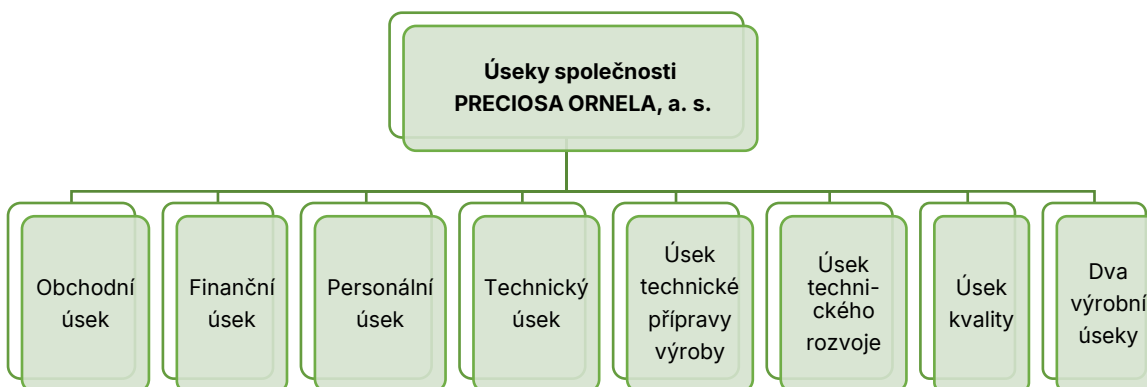 Úseky společnosti
PRECIOSA ORNELA, a. s.
Obchodní
úsek
Finanční
úsek
Personální
úsek
Technický
úsek
Úsek
technické
přípravy
výroby
Úsek
techni-
ckého
rozvoje
Úsek
kvality
Dva
výrobní
úseky